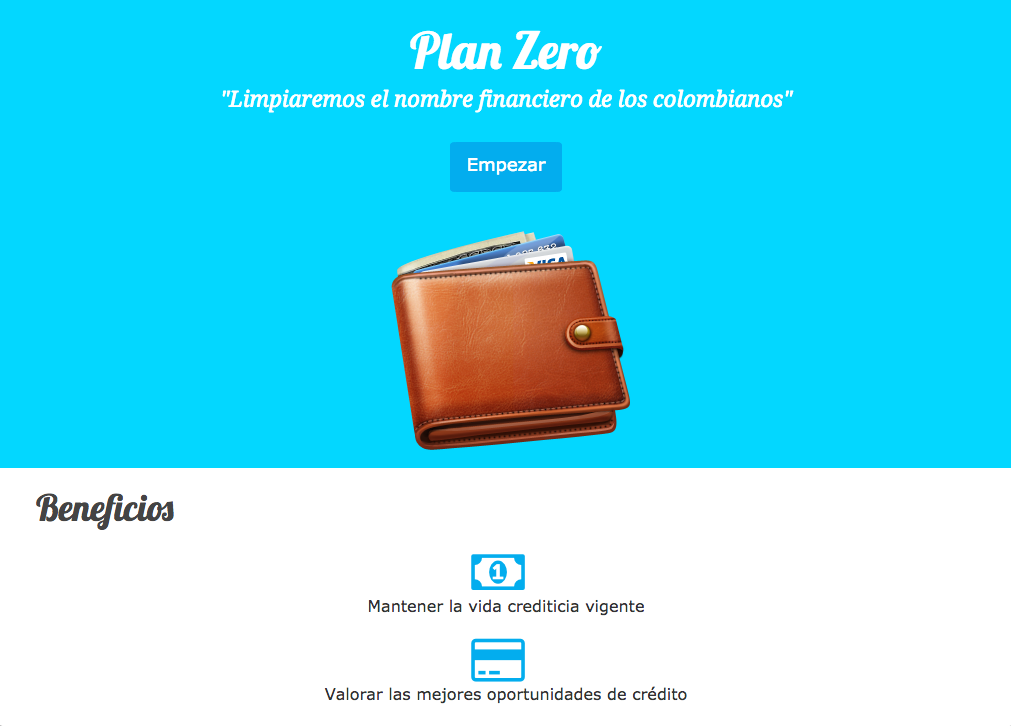 Plan Zero
"Limpiaremos el nombre financiero de los colombianos"
Empezar
VISA
Beneficios
1
Mantener la vida crediticia vigente
Valorar las mejores oportunidades de crédito